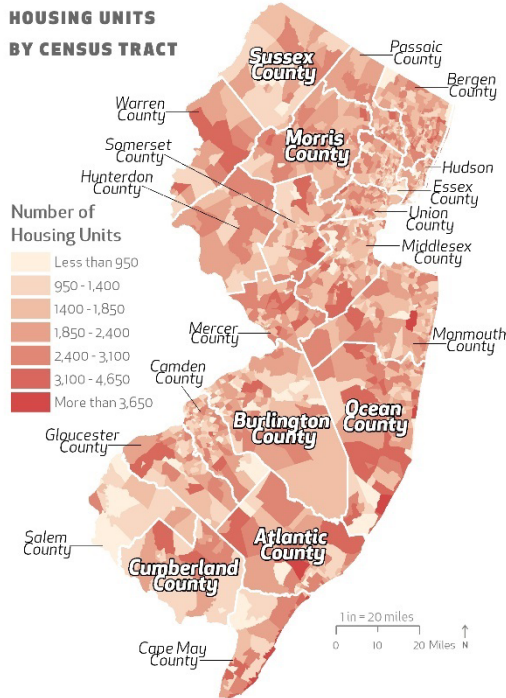 HOUSING UNITS
BY CENSUS TRACT
Sussex
County
Passaic
County
Bergen
County
Warren
County
Morris
County
Somerset
County
Hunterdon
County
Hudson
Essex
County
Union
County
Middlesex
County
Number of
Housing Units
Less than 950
950 - 1,400
1400 - 1,850
1,850 - 2,400
2,400 - 3,100
3,100 - 4,650
More than 3,650
Mercer
County
Monmouth
County
Camden
County
Burlington
County
Ocean
County
Gloucester
County
Salem
County
Atlantic
County
Cumberland
County
Cape May
County
1 in = 20 miles
0 10 20 Miles N